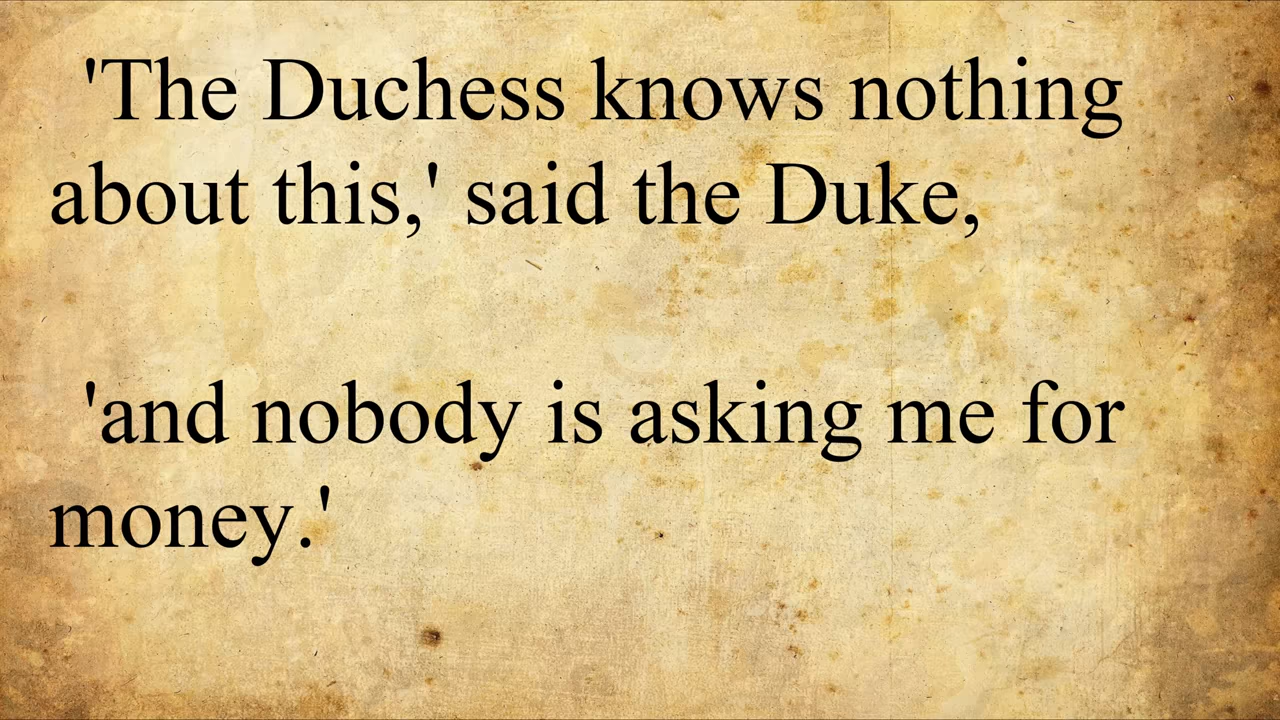 'The Duchess knows nothing
about this,' said the Duke,
'and nobody is asking me for
money.'